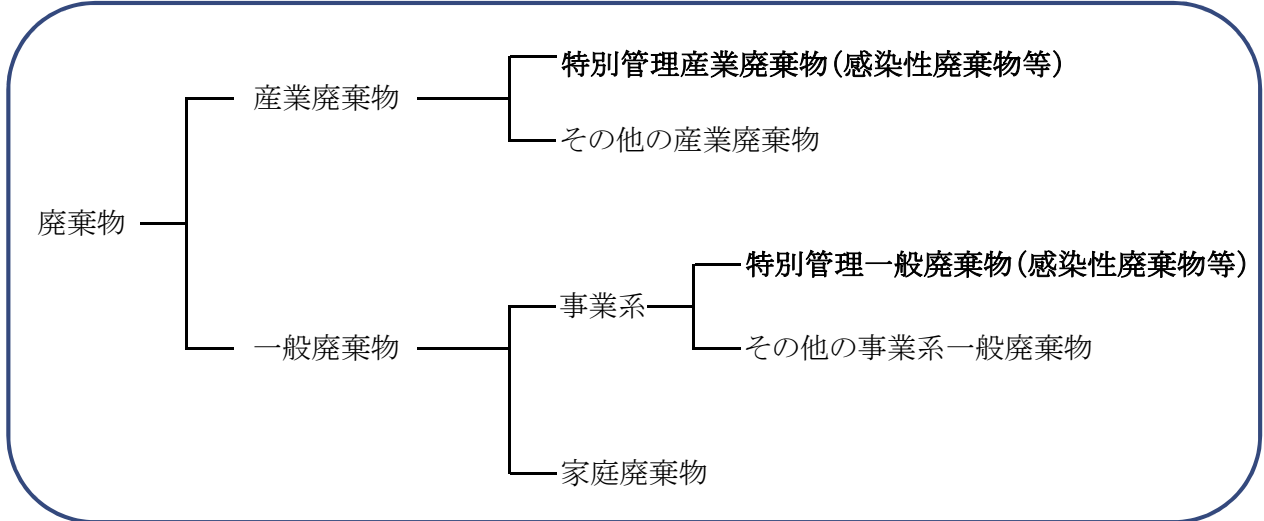 特別管理産業廃棄物(感染性廃棄物等)
産業廃棄物
その他の産業廃棄物
廃棄物
特別管理一般廃棄物(感染性廃棄物等)
事業系
一般廃棄物
その他の事業系一般廃棄物
家庭廃棄物